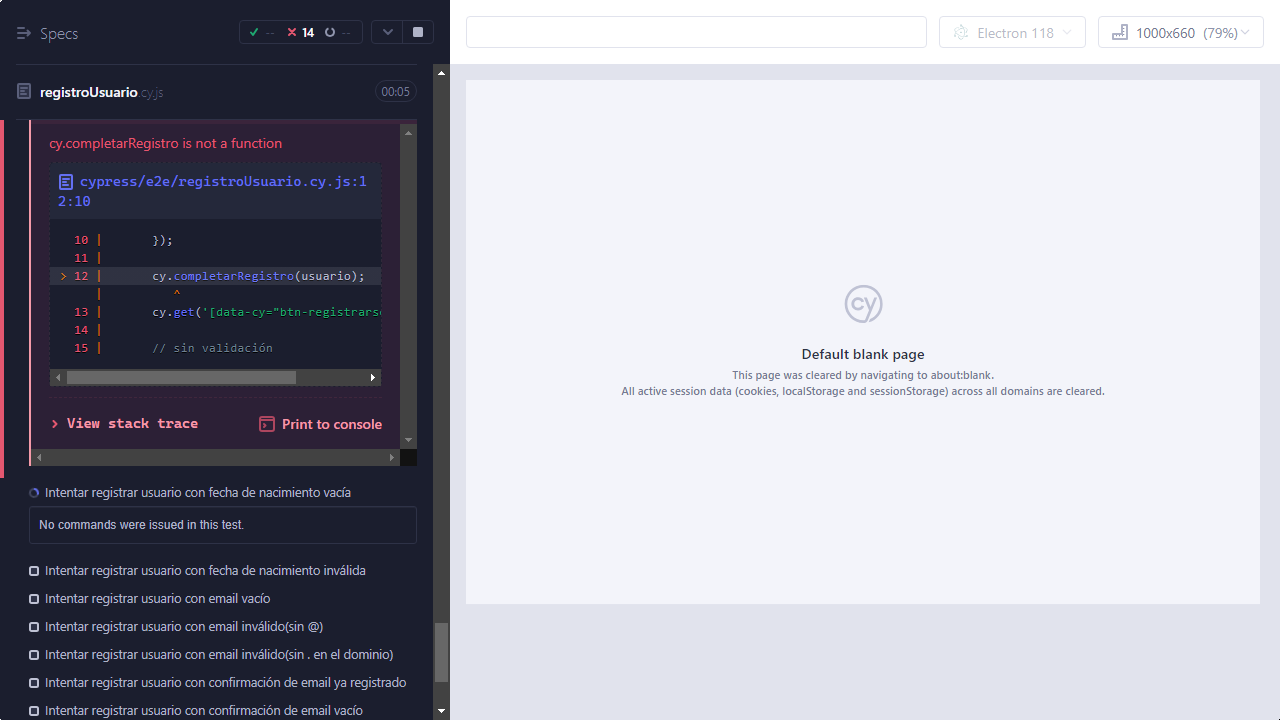 Specs
--
14
--
Electron 118
1000x660 (79%)
registroUsuario.cy.js
00:05
cy.completarRegistro is not a function
cypress/e2e/registroUsuario.cy.js:1
2:10
10 | });
11 |
> 12 | cy.completarRegistro(usuario);
| ^
13 | cy.get('[data-cy="btn-registrars
14 |
15 | // sin validación
View stack trace
Print to console
cy
Default blank page
This page was cleared by navigating to about:blank.
All active session data (cookies, localStorage and sessionStorage) across all domains are cleared.
Intentar registrar usuario con fecha de nacimiento vacía
No commands were issued in this test.
Intentar registrar usuario con fecha de nacimiento inválida
Intentar registrar usuario con email vacío
Intentar registrar usuario con email inválido(sin @)
Intentar registrar usuario con email inválido(sin . en el dominio)
Intentar registrar usuario con confirmación de email ya registrado
Intentar registrar usuario con confirmación de email vacío